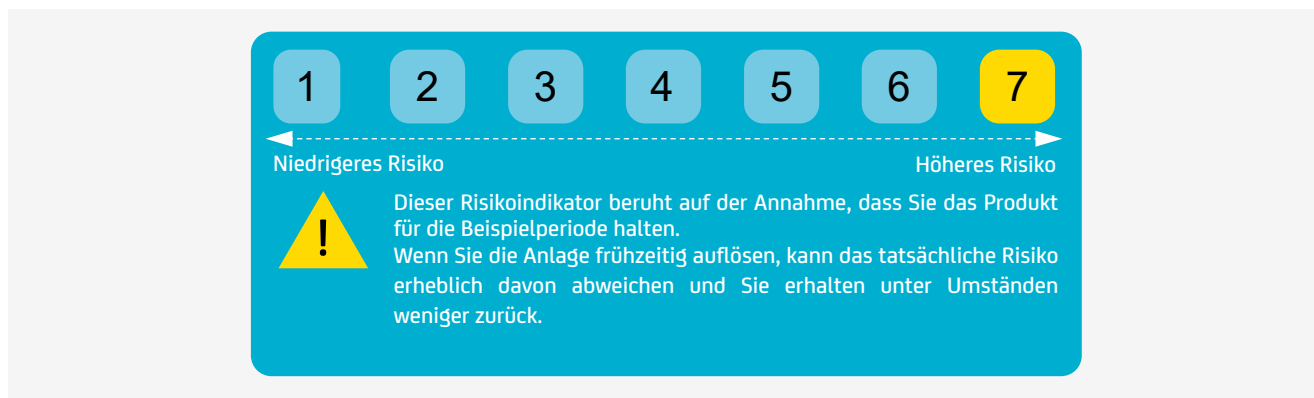 1 2 3 4 5 6 7
Niedrigeres Risiko Höheres Risiko
!
Dieser Risikoindikator beruht auf der Annahme, dass Sie das Produkt
für die Beispielperiode halten.
Wenn Sie die Anlage frühzeitig auflösen, kann das tatsächliche Risiko
erheblich davon abweichen und Sie erhalten unter Umständen
weniger zurück.